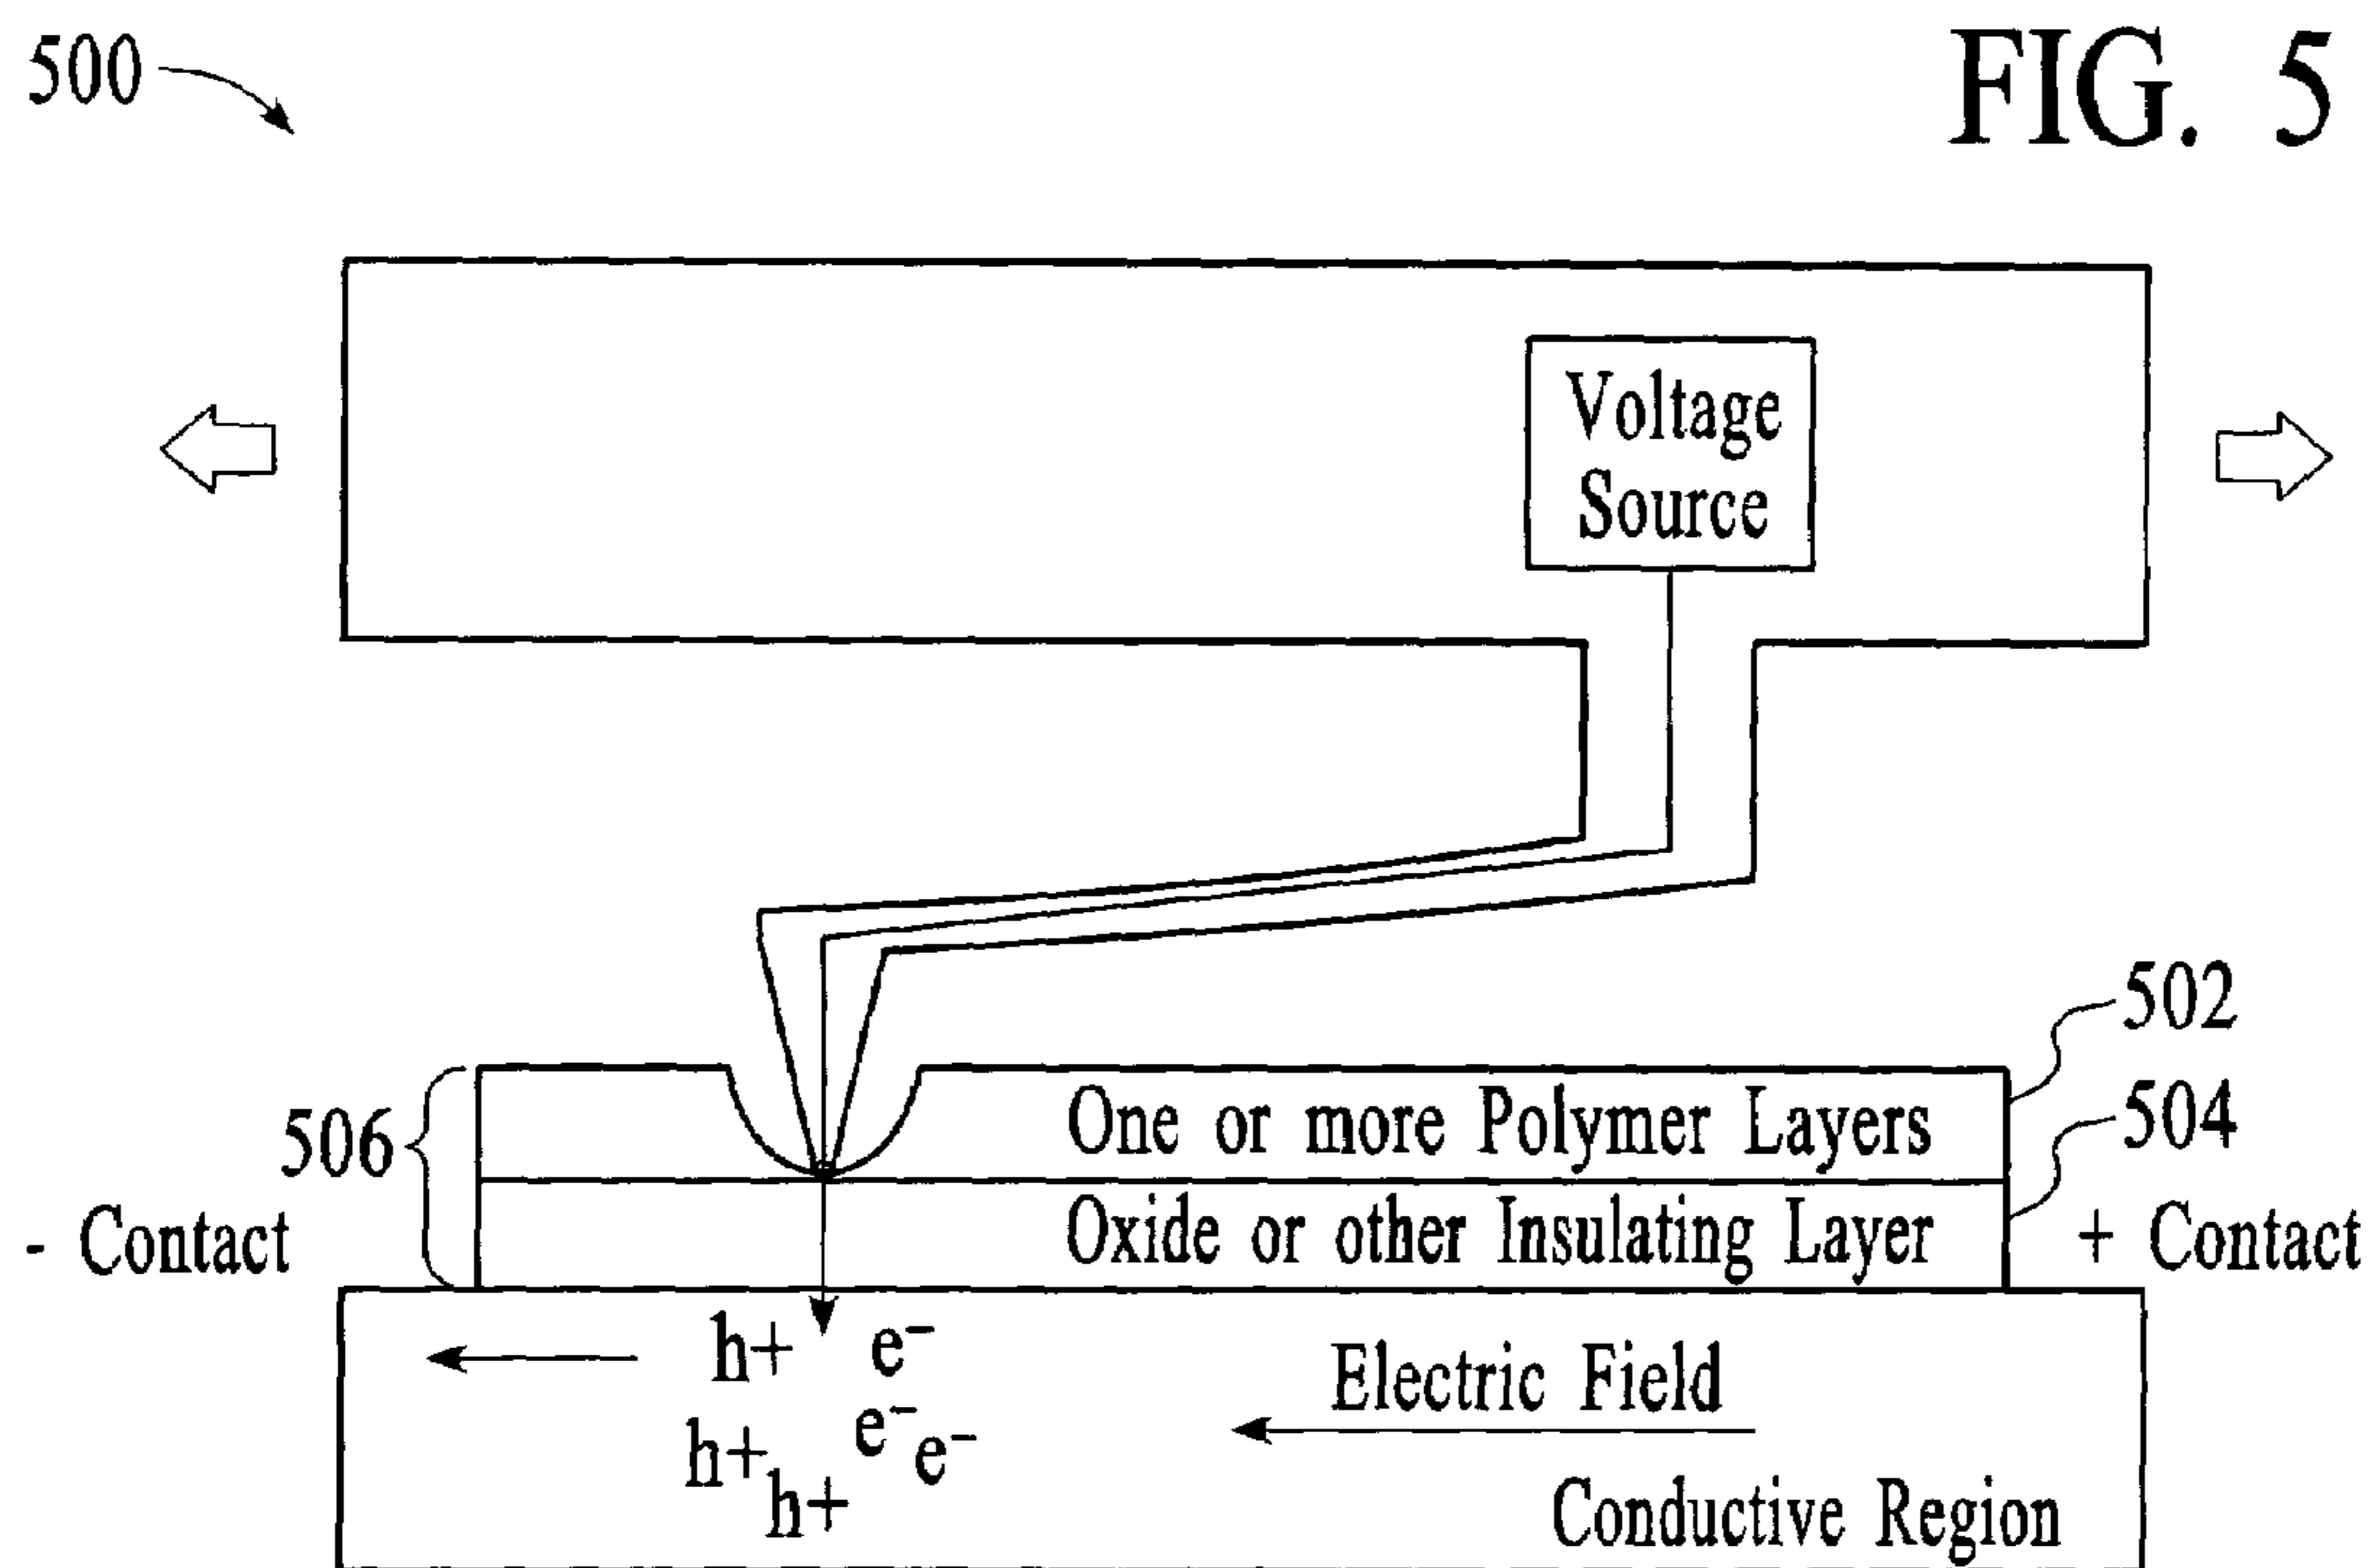 500
FIG. 5
Voltage
Source
502
One or more Polymer Layers
504
506
- Contact
Oxide or other Insulating Layer
+ Contact
h+ e⁻
Electric Field
h+ e⁻ e⁻
h+
Conductive Region